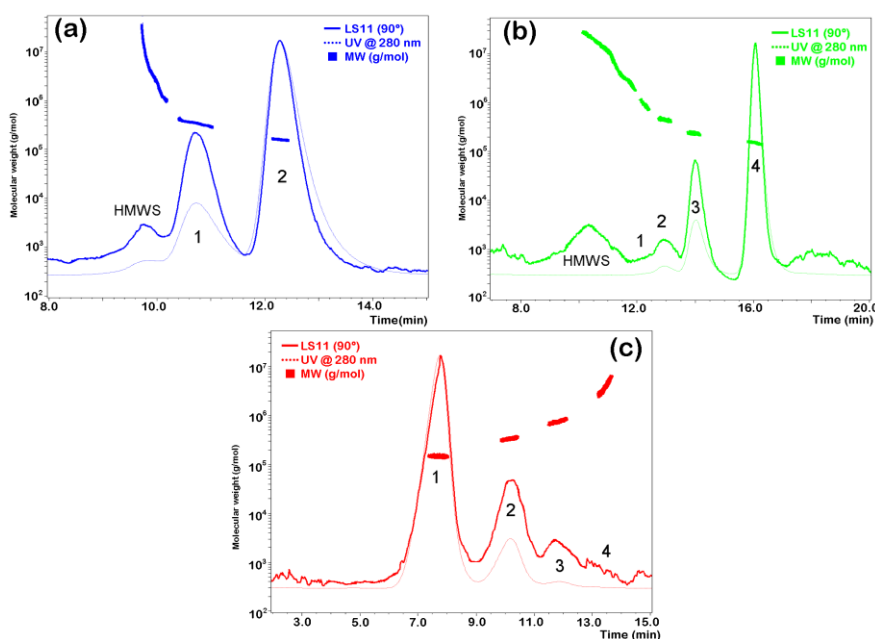 (a)
LS11 (90°)
UV @ 280 nm
MW (g/mol)
Molecular weight (g/mol)
10⁷
10⁶
10⁵
10⁴
10³
10²
HMWS
1
2
8.0 10.0 12.0 14.0
Time(min)
(b)
LS11 (90°)
UV @ 280 nm
MW (g/mol)
Molecular weight (g/mol)
10⁷
10⁶
10⁵
10⁴
10³
10²
HMWS
1
2
3
4
8.0 12.0 16.0 20.0
Time (min)
(c)
LS11 (90°)
UV @ 280 nm
MW (g/mol)
Molecular weight (g/mol)
10⁷
10⁶
10⁵
10⁴
10³
10²
1
2
3
4
3.0 5.0 7.0 9.0 11.0 13.0 15.0
Time (min)